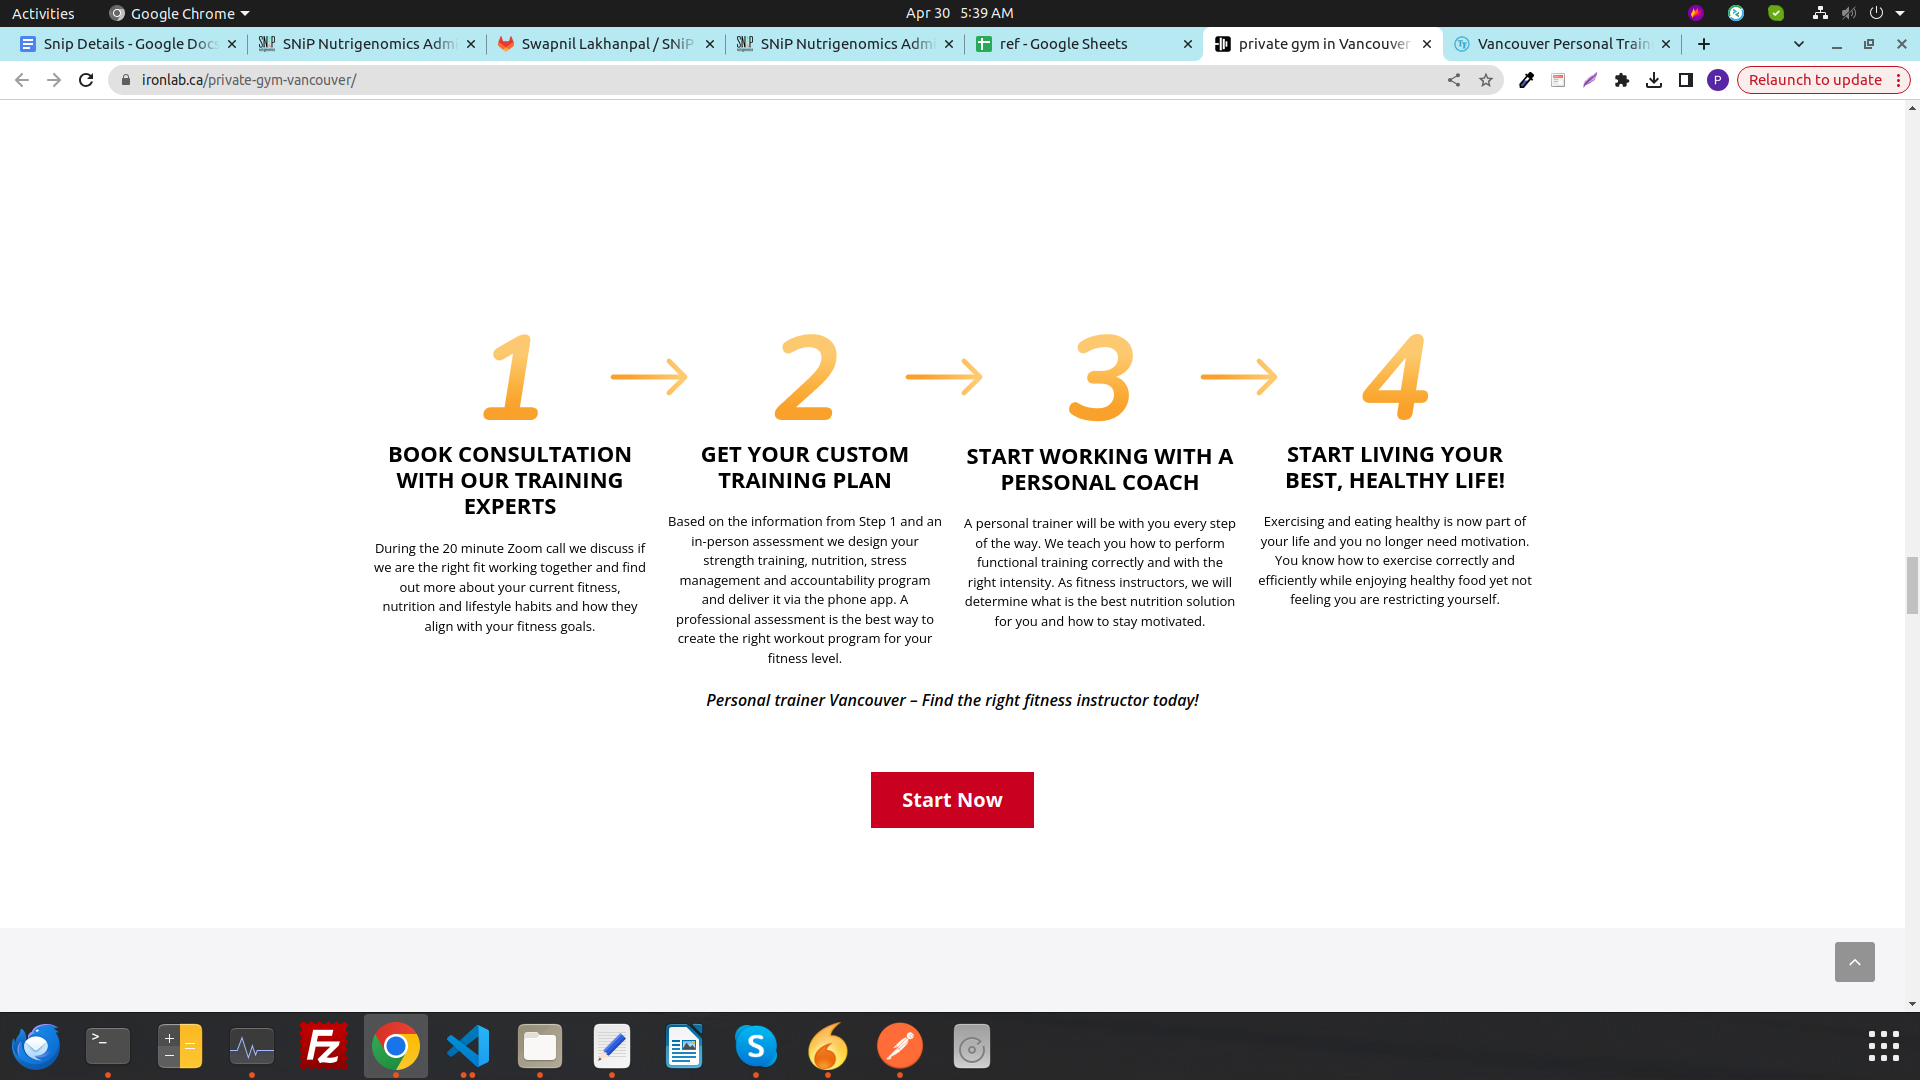 Activities
Google Chrome
Apr 30 5:39 AM
Snip Details - Google Docs
SNiP Nutrigenomics Admi
Swapnil Lakhanpal / SNiP
SNiP Nutrigenomics Admi
ref - Google Sheets
private gym in Vancouver
Vancouver Personal Train
ironlab.ca/private-gym-vancouver/
P
Relaunch to update
1
2
3
4
BOOK CONSULTATION
WITH OUR TRAINING
EXPERTS
During the 20 minute Zoom call we discuss if
we are the right fit working together and find
out more about your current fitness,
nutrition and lifestyle habits and how they
align with your fitness goals.
GET YOUR CUSTOM
TRAINING PLAN
Based on the information from Step 1 and an
in-person assessment we design your
strength training, nutrition, stress
management and accountability program
and deliver it via the phone app. A
professional assessment is the best way to
create the right workout program for your
fitness level.
START WORKING WITH A
PERSONAL COACH
A personal trainer will be with you every step
of the way. We teach you how to perform
functional training correctly and with the
right intensity. As fitness instructors, we will
determine what is the best nutrition solution
for you and how to stay motivated.
START LIVING YOUR
BEST, HEALTHY LIFE!
Exercising and eating healthy is now part of
your life and you no longer need motivation.
You know how to exercise correctly and
efficiently while enjoying healthy food yet not
feeling you are restricting yourself.
Personal trainer Vancouver – Find the right fitness instructor today!
Start Now